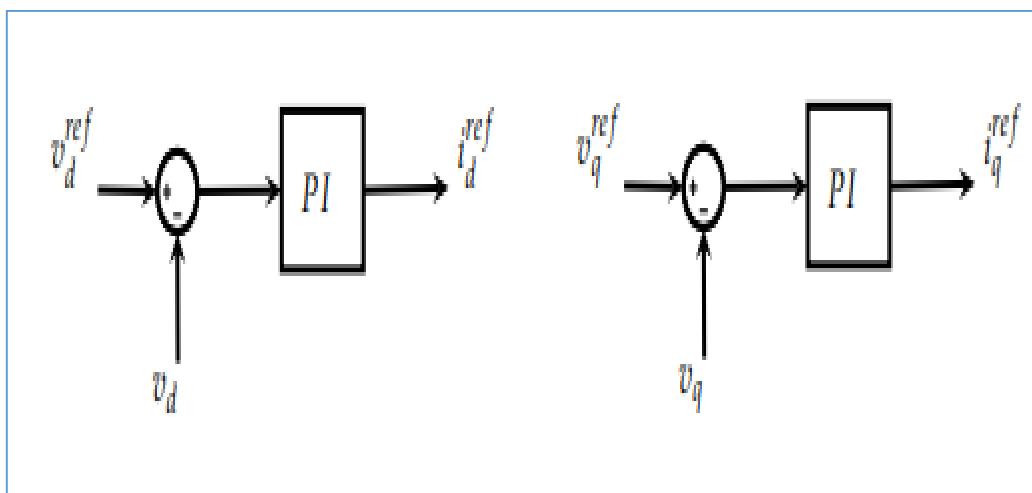 v_d^{ref}
+
-
PI
i_d^{ref}
v_d
v_q^{ref}
+
-
PI
i_q^{ref}
v_q